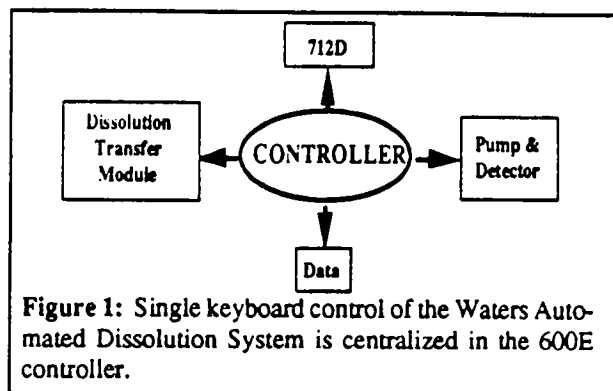 712D
Dissolution
Transfer
Module
CONTROLLER
Pump &
Detector
Data
Figure 1: Single keyboard control of the Waters Auto-
mated Dissolution System is centralized in the 600E
controller.